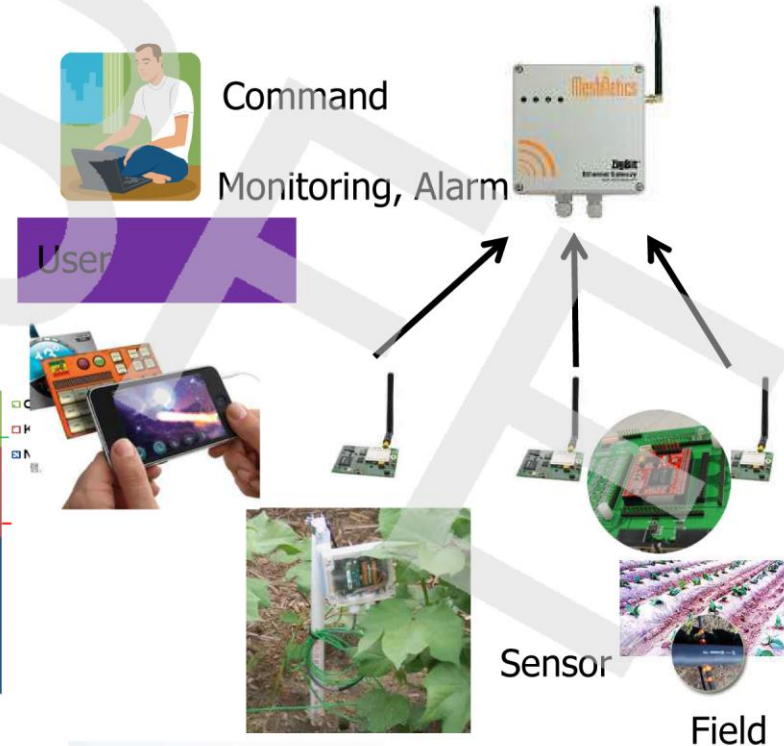 Command
MeshNetics
ZigBit
Ethernet Gateway
Monitoring, Alarm
User
Sensor
Field